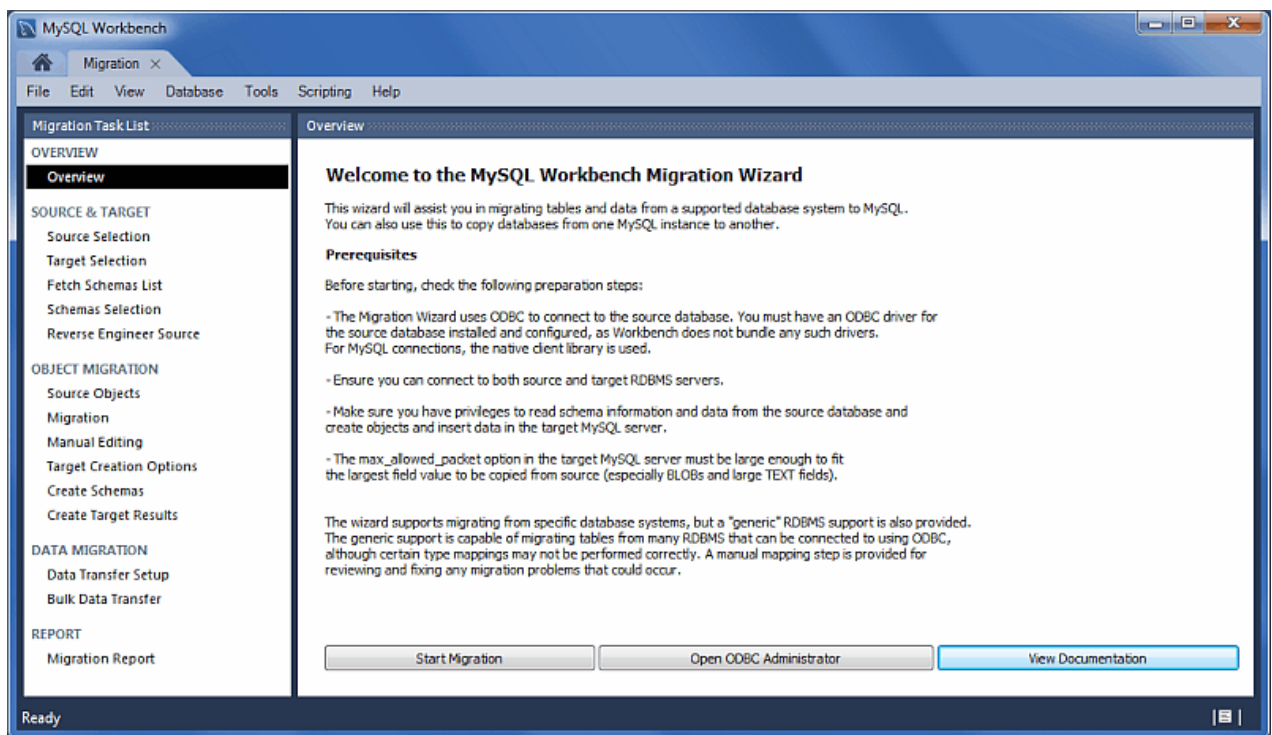 MySQL Workbench
Migration ×
File Edit View Database Tools Scripting Help
Migration Task List
OVERVIEW
Overview
SOURCE & TARGET
Source Selection
Target Selection
Fetch Schemas List
Schemas Selection
Reverse Engineer Source
OBJECT MIGRATION
Source Objects
Migration
Manual Editing
Target Creation Options
Create Schemas
Create Target Results
DATA MIGRATION
Data Transfer Setup
Bulk Data Transfer
REPORT
Migration Report
Overview
Welcome to the MySQL Workbench Migration Wizard
This wizard will assist you in migrating tables and data from a supported database system to MySQL.
You can also use this to copy databases from one MySQL instance to another.
Prerequisites
Before starting, check the following preparation steps:
- The Migration Wizard uses ODBC to connect to the source database. You must have an ODBC driver for
the source database installed and configured, as Workbench does not bundle any such drivers.
For MySQL connections, the native client library is used.
- Ensure you can connect to both source and target RDBMS servers.
- Make sure you have privileges to read schema information and data from the source database and
create objects and insert data in the target MySQL server.
- The max_allowed_packet option in the target MySQL server must be large enough to fit
the largest field value to be copied from source (especially BLOBs and large TEXT fields).
The wizard supports migrating from specific database systems, but a "generic" RDBMS support is also provided.
The generic support is capable of migrating tables from many RDBMS that can be connected to using ODBC,
although certain type mappings may not be performed correctly. A manual mapping step is provided for
reviewing and fixing any migration problems that could occur.
Start Migration
Open ODBC Administrator
View Documentation
Ready